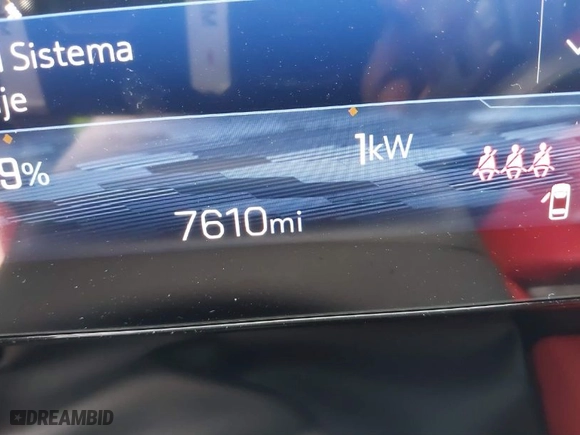 Sistema
je
9%
1kW
7610mi
DREAMBID